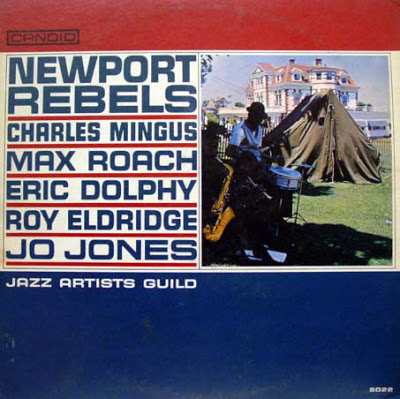 CANDID
NEWPORT
REBELS
CHARLES MINGUS
MAX ROACH
ERIC DOLPHY
ROY ELDRIDGE
JO JONES
JAZZ ARTISTS GUILD
8022